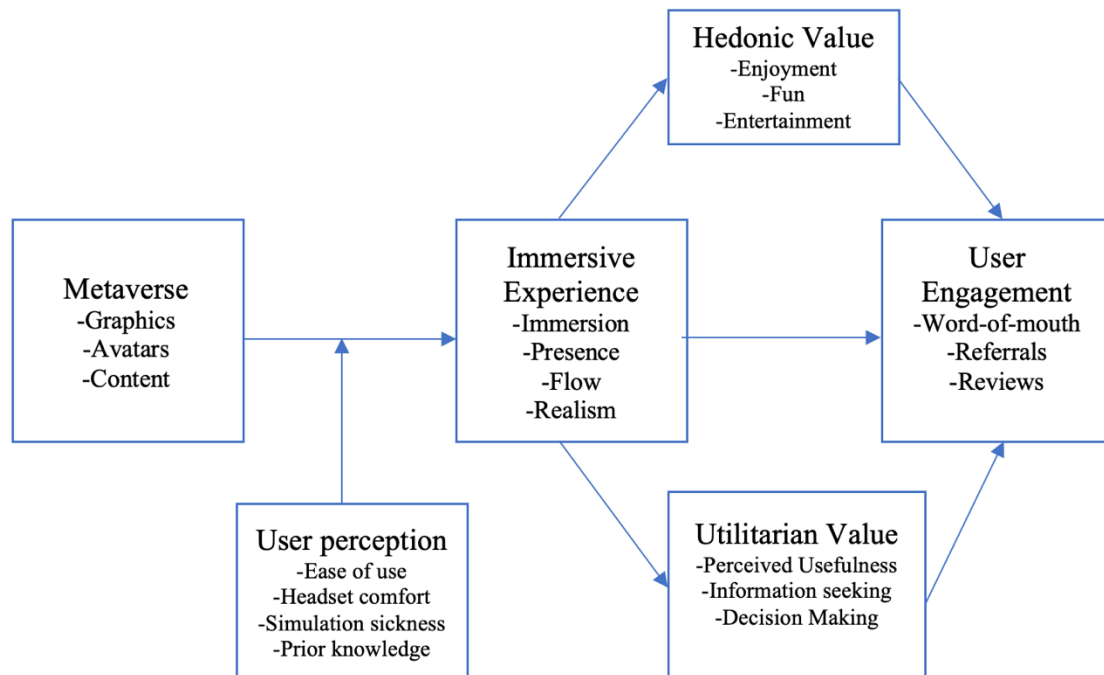 Hedonic Value
-Enjoyment
-Fun
-Entertainment
Metaverse
-Graphics
-Avatars
-Content
Immersive
Experience
-Immersion
-Presence
-Flow
-Realism
User
Engagement
-Word-of-mouth
-Referrals
-Reviews
User perception
-Ease of use
-Headset comfort
-Simulation sickness
-Prior knowledge
Utilitarian Value
-Perceived Usefulness
-Information seeking
-Decision Making